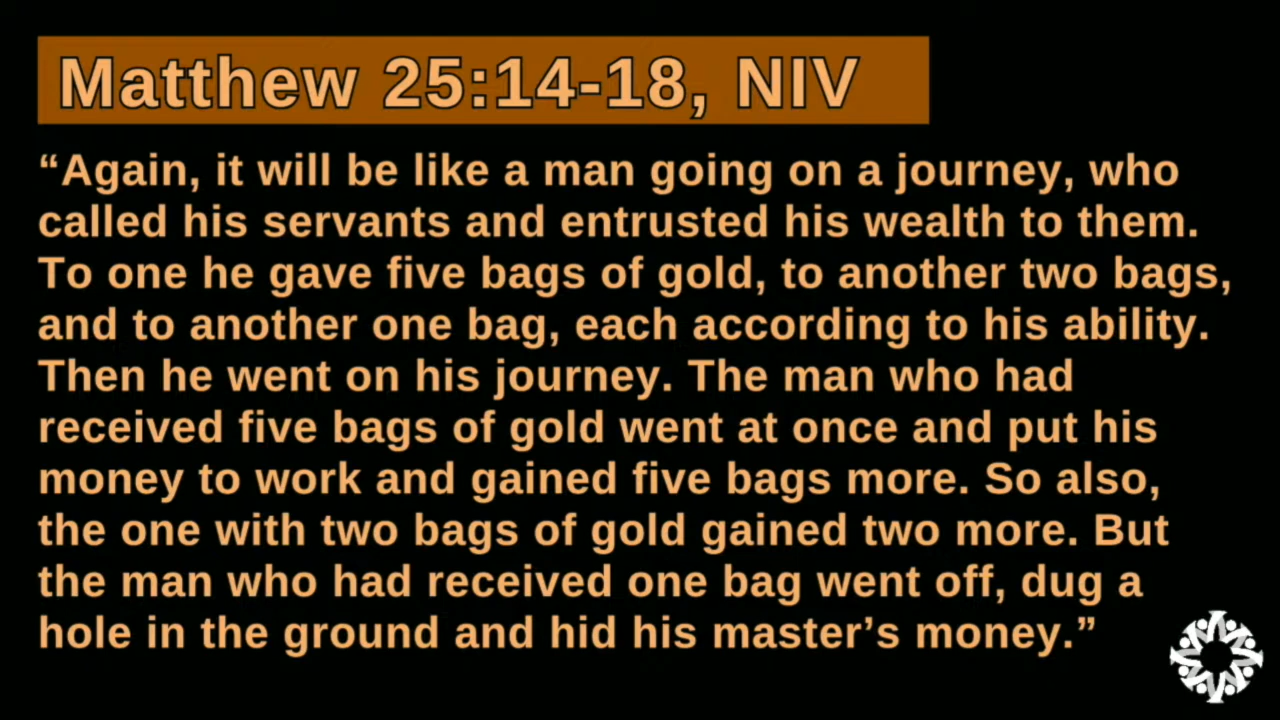 Matthew 25:14-18, NIV
“Again, it will be like a man going on a journey, who
called his servants and entrusted his wealth to them.
To one he gave five bags of gold, to another two bags,
and to another one bag, each according to his ability.
Then he went on his journey. The man who had
received five bags of gold went at once and put his
money to work and gained five bags more. So also,
the one with two bags of gold gained two more. But
the man who had received one bag went off, dug a
hole in the ground and hid his master’s money.”